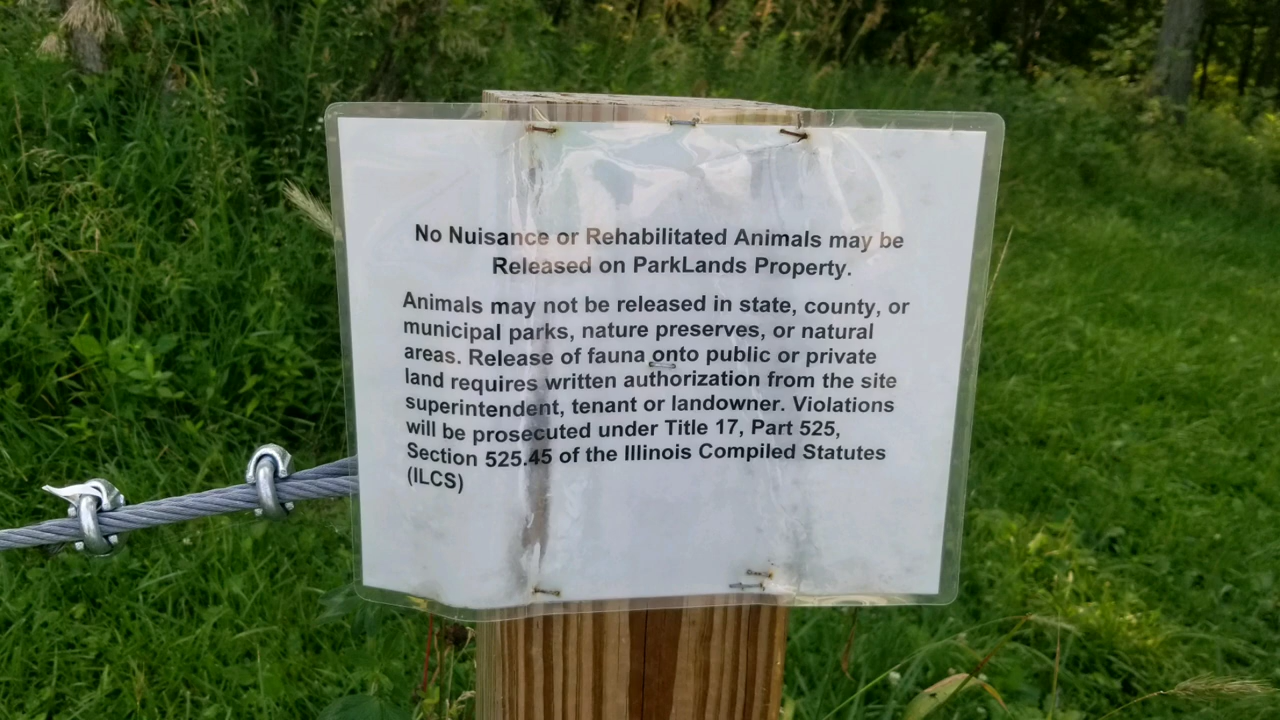 No Nuisance or Rehabilitated Animals may be
Released on ParkLands Property.
Animals may not be released in state, county, or
municipal parks, nature preserves, or natural
areas. Release of fauna onto public or private
land requires written authorization from the site
superintendent, tenant or landowner. Violations
will be prosecuted under Title 17, Part 525,
Section 525.45 of the Illinois Compiled Statutes
(ILCS)